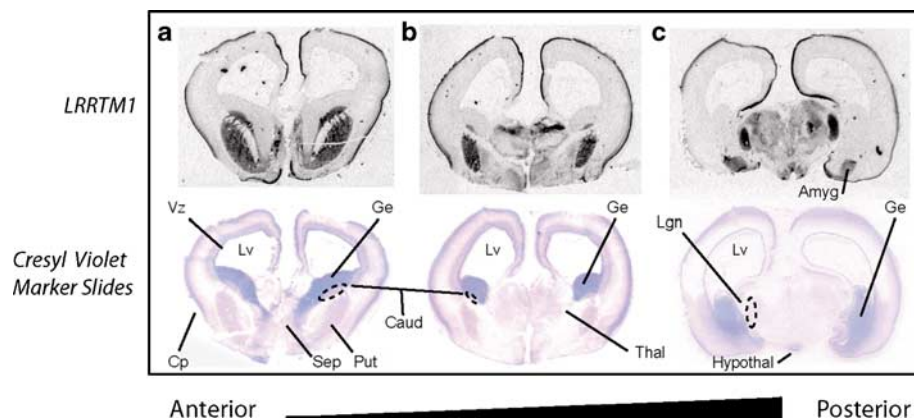 a
b
c
LRRTM1
Amyg
Vz
Ge
Ge
Lgn
Ge
Lv
Lv
Lv
Cresyl Violet
Marker Slides
Caud
Cp
Sep
Put
Thal
Hypothal
Anterior
Posterior